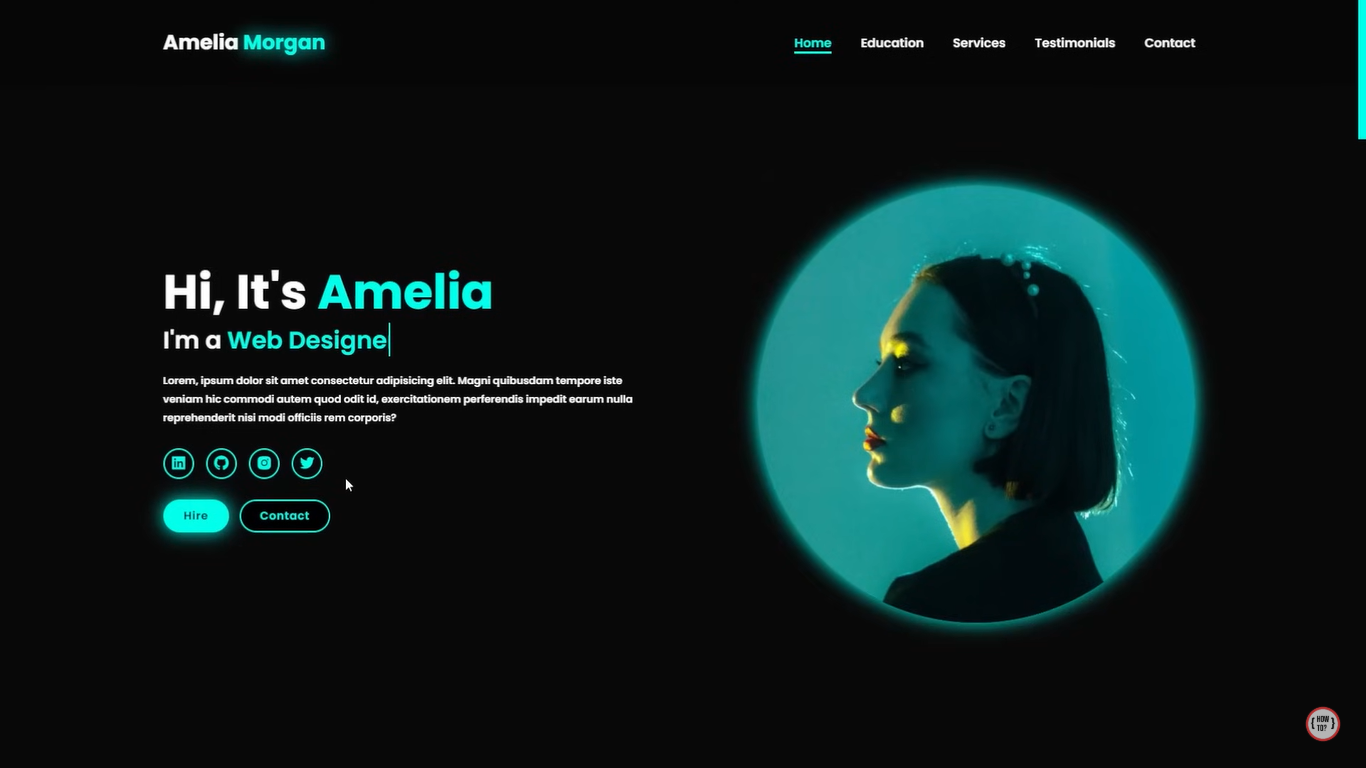 Amelia Morgan
Home Education Services Testimonials Contact
Hi, It's Amelia
I'm a Web Designe
Lorem, ipsum dolor sit amet consectetur adipisicing elit. Magni quibusdam tempore iste
veniam hic commodi autem quod odit id, exercitationem perferendis impedit earum nulla
reprehenderit nisi modi officiis rem corporis?
in
Hire Contact
{ HOW }
TO?